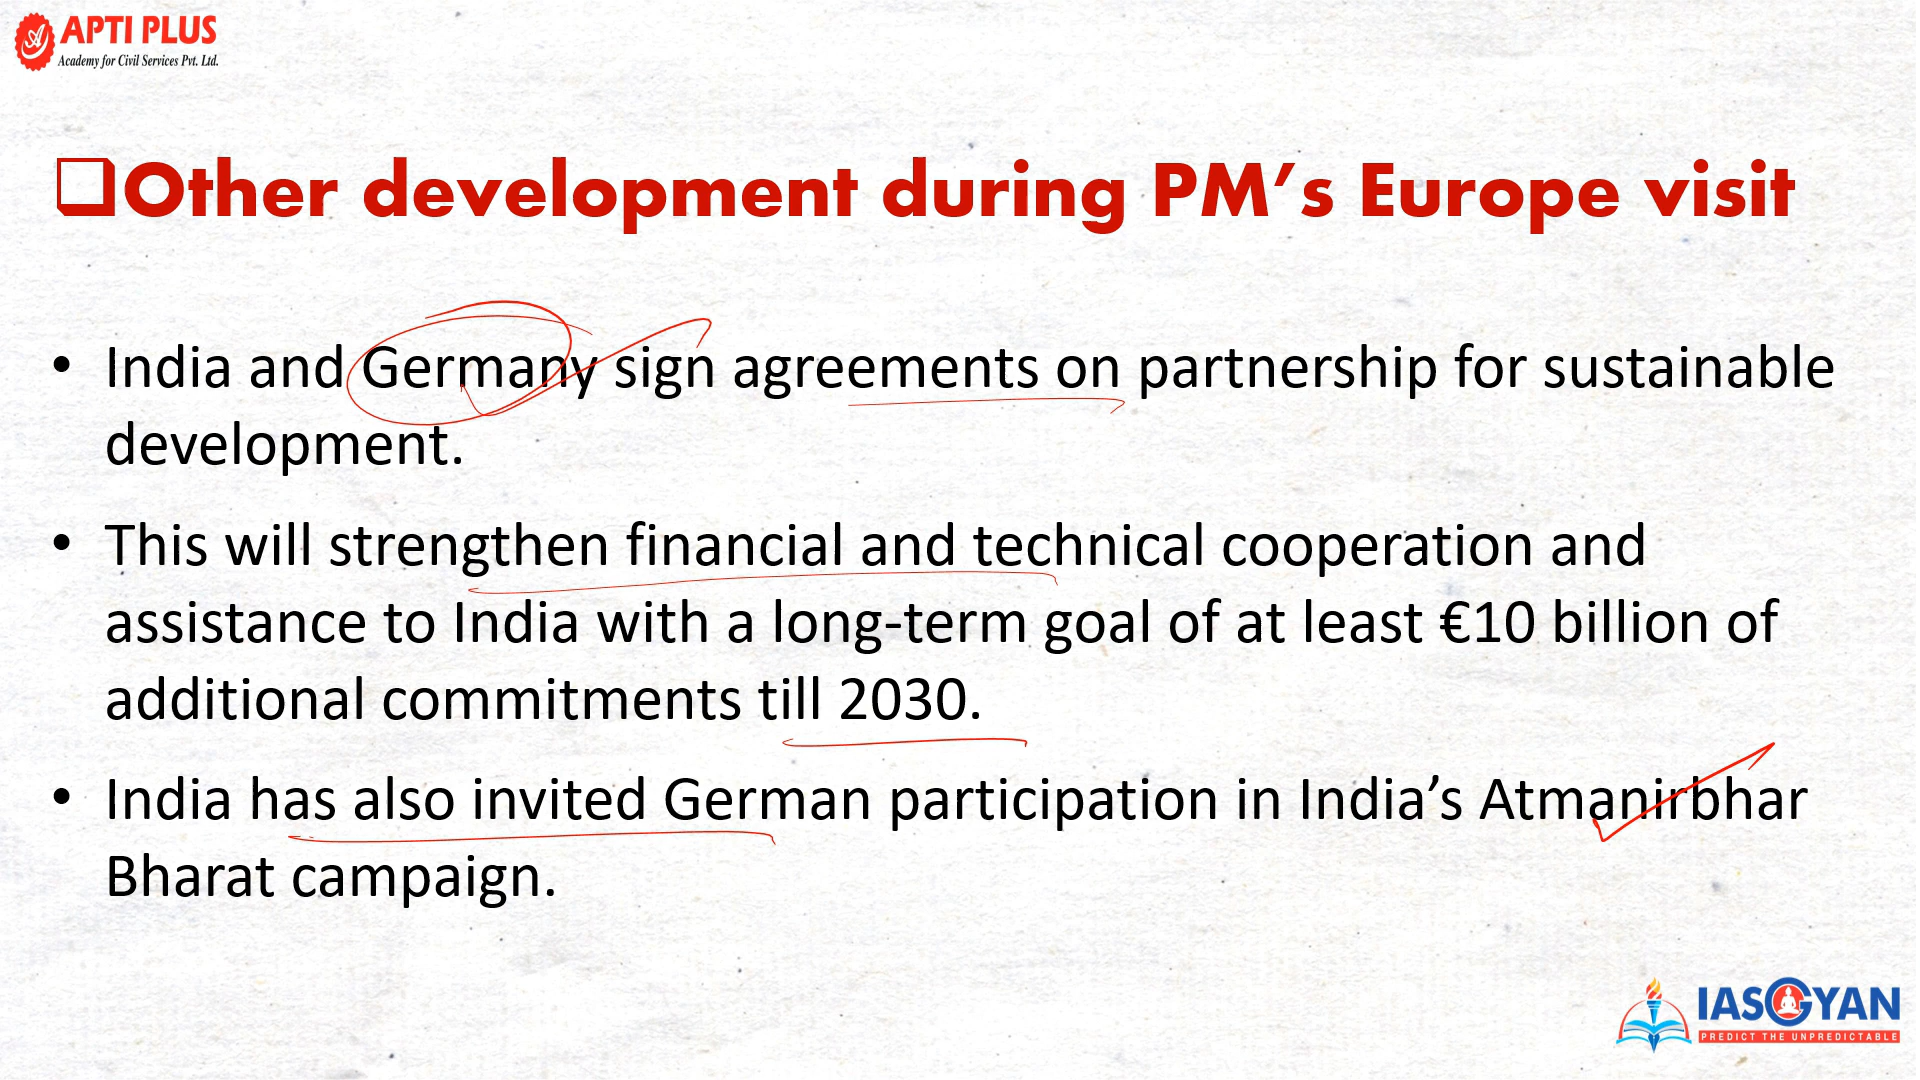 APTI PLUS
Academy for Civil Services Pvt. Ltd.
Other development during PM’s Europe visit
• India and Germany sign agreements on partnership for sustainable
development.
• This will strengthen financial and technical cooperation and
assistance to India with a long-term goal of at least €10 billion of
additional commitments till 2030.
• India has also invited German participation in India’s Atmanirbhar
Bharat campaign.
IASGYAN
PREDICT THE UNPREDICTABLE